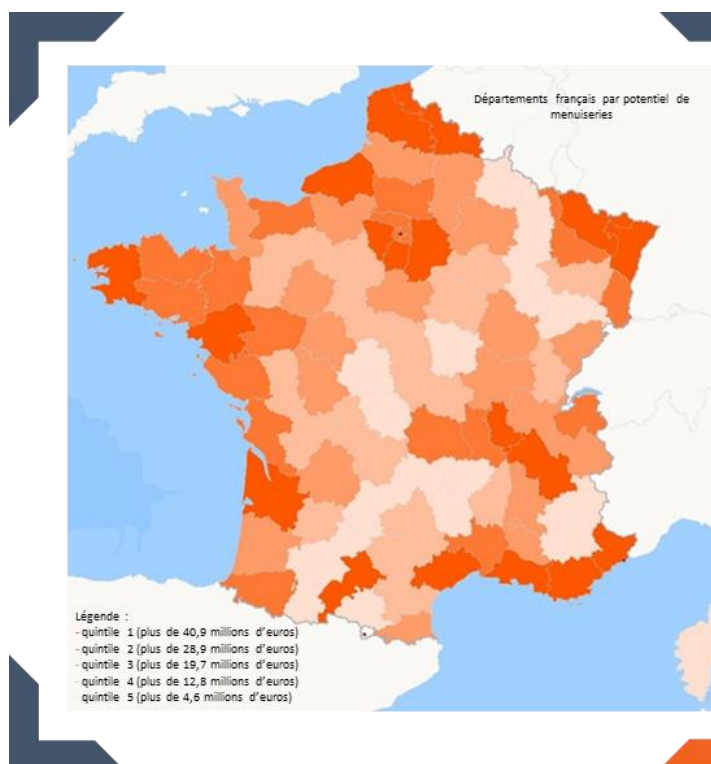 Départements français par potentiel de
menuiseries
Légende :
- quintile 1 (plus de 40,9 millions d'euros)
- quintile 2 (plus de 28,9 millions d'euros)
- quintile 3 (plus de 19,7 millions d'euros)
- quintile 4 (plus de 12,8 millions d'euros)
- quintile 5 (plus de 4,6 millions d'euros)